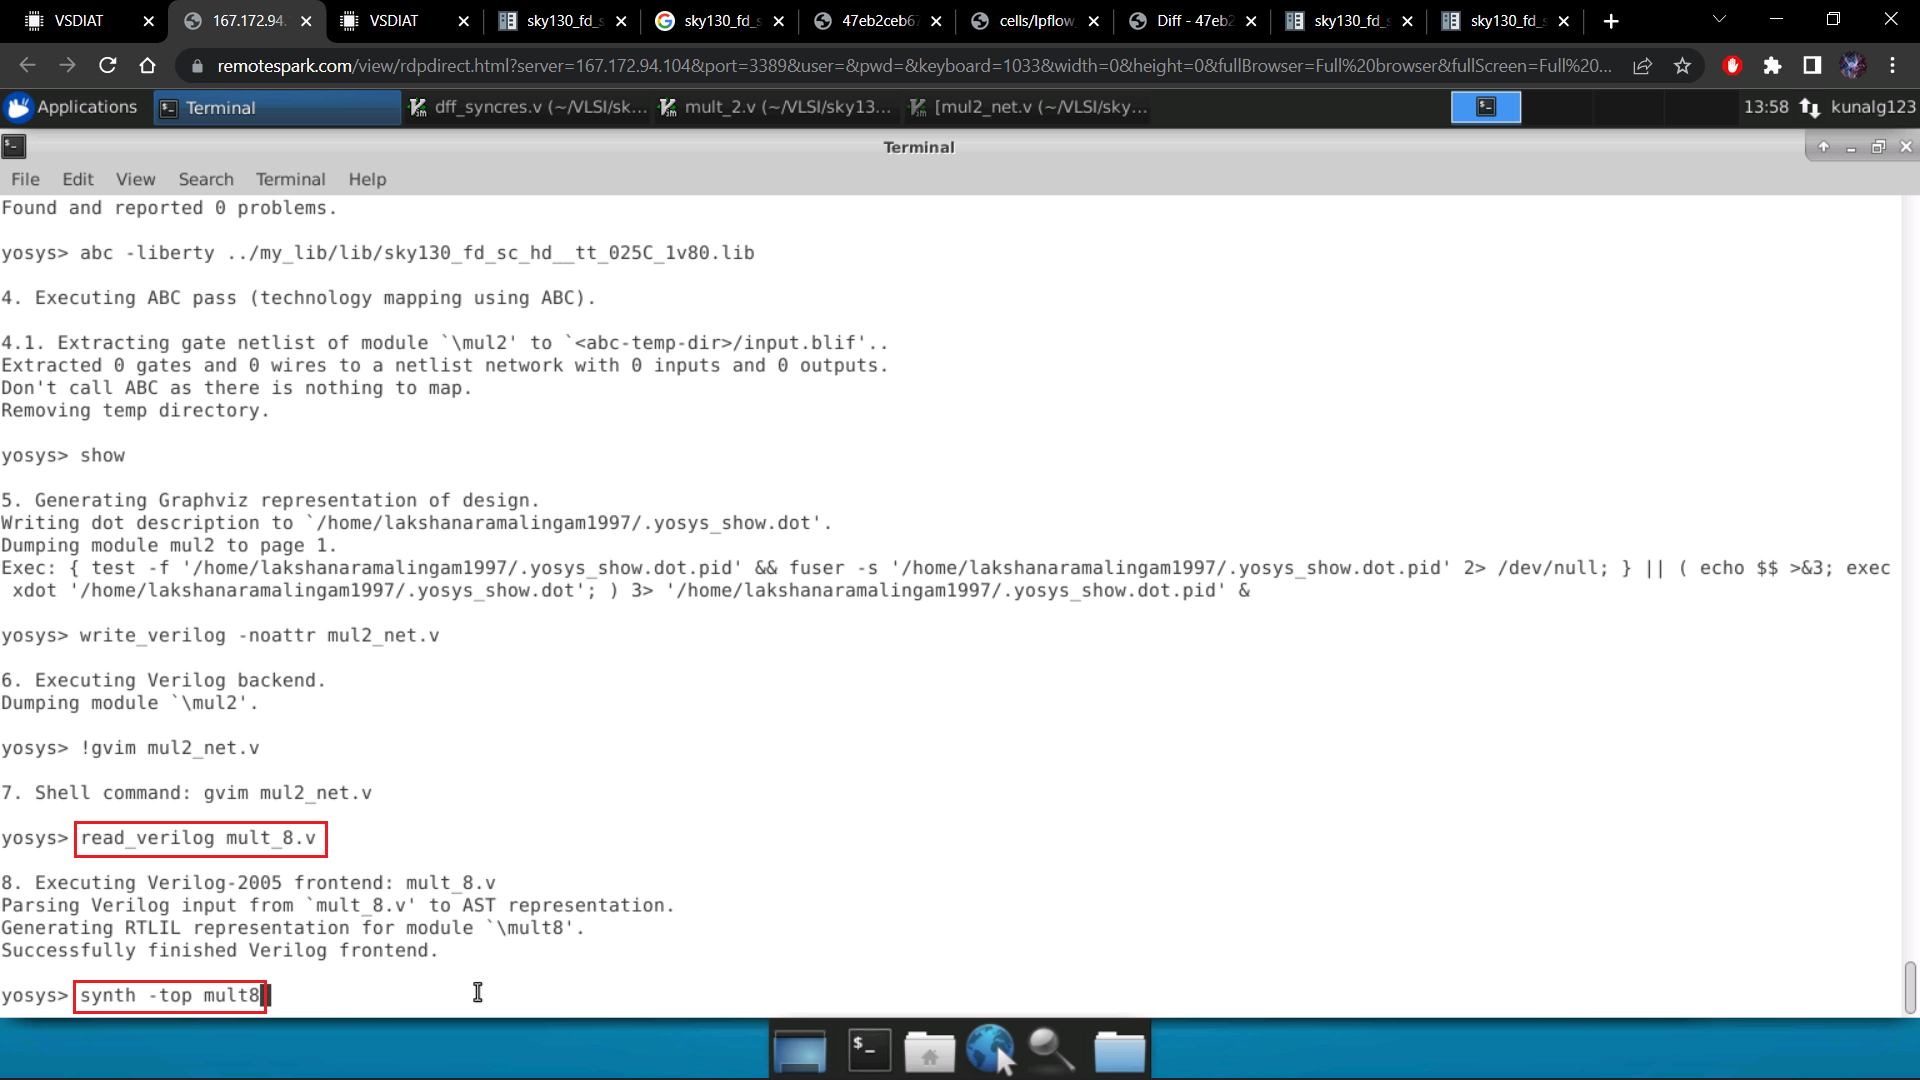 VSDIAT
167.172.94.
VSDIAT
sky130_fd_s
sky130_fd_s
47eb2ceb67
cells/lpflow
Diff - 47eb2
sky130_fd_s
sky130_fd_s
remotespark.com/view/rdpdirect.html?server=167.172.94.104&port=3389&user=&pwd=&keyboard=1033&width=0&height=0&fullBrowser=Full%20browser&fullScreen=Full%20...
Applications
Terminal
dff_syncres.v (~/VLSI/sk...
mult_2.v (~/VLSI/sky13...
[mul2_net.v (~/VLSI/sky...
13:58
kunalg123
Terminal
File Edit View Search Terminal Help
Found and reported 0 problems.
yosys> abc -liberty ../my_lib/lib/sky130_fd_sc_hd__tt_025C_1v80.lib
4. Executing ABC pass (technology mapping using ABC).
4.1. Extracting gate netlist of module `\mul2' to `<abc-temp-dir>/input.blif'..
Extracted 0 gates and 0 wires to a netlist network with 0 inputs and 0 outputs.
Don't call ABC as there is nothing to map.
Removing temp directory.
yosys> show
5. Generating Graphviz representation of design.
Writing dot description to `/home/lakshanaramalingam1997/.yosys_show.dot'.
Dumping module mul2 to page 1.
Exec: { test -f '/home/lakshanaramalingam1997/.yosys_show.dot.pid' && fuser -s '/home/lakshanaramalingam1997/.yosys_show.dot.pid' 2> /dev/null; } || ( echo $$ >&3; exec
xdot '/home/lakshanaramalingam1997/.yosys_show.dot'; ) 3> '/home/lakshanaramalingam1997/.yosys_show.dot.pid' &
yosys> write_verilog -noattr mul2_net.v
6. Executing Verilog backend.
Dumping module `\mul2'.
yosys> !gvim mul2_net.v
7. Shell command: gvim mul2_net.v
yosys> read_verilog mult_8.v
8. Executing Verilog-2005 frontend: mult_8.v
Parsing Verilog input from `mult_8.v' to AST representation.
Generating RTLIL representation for module `\mult8'.
Successfully finished Verilog frontend.
yosys> synth -top mult8